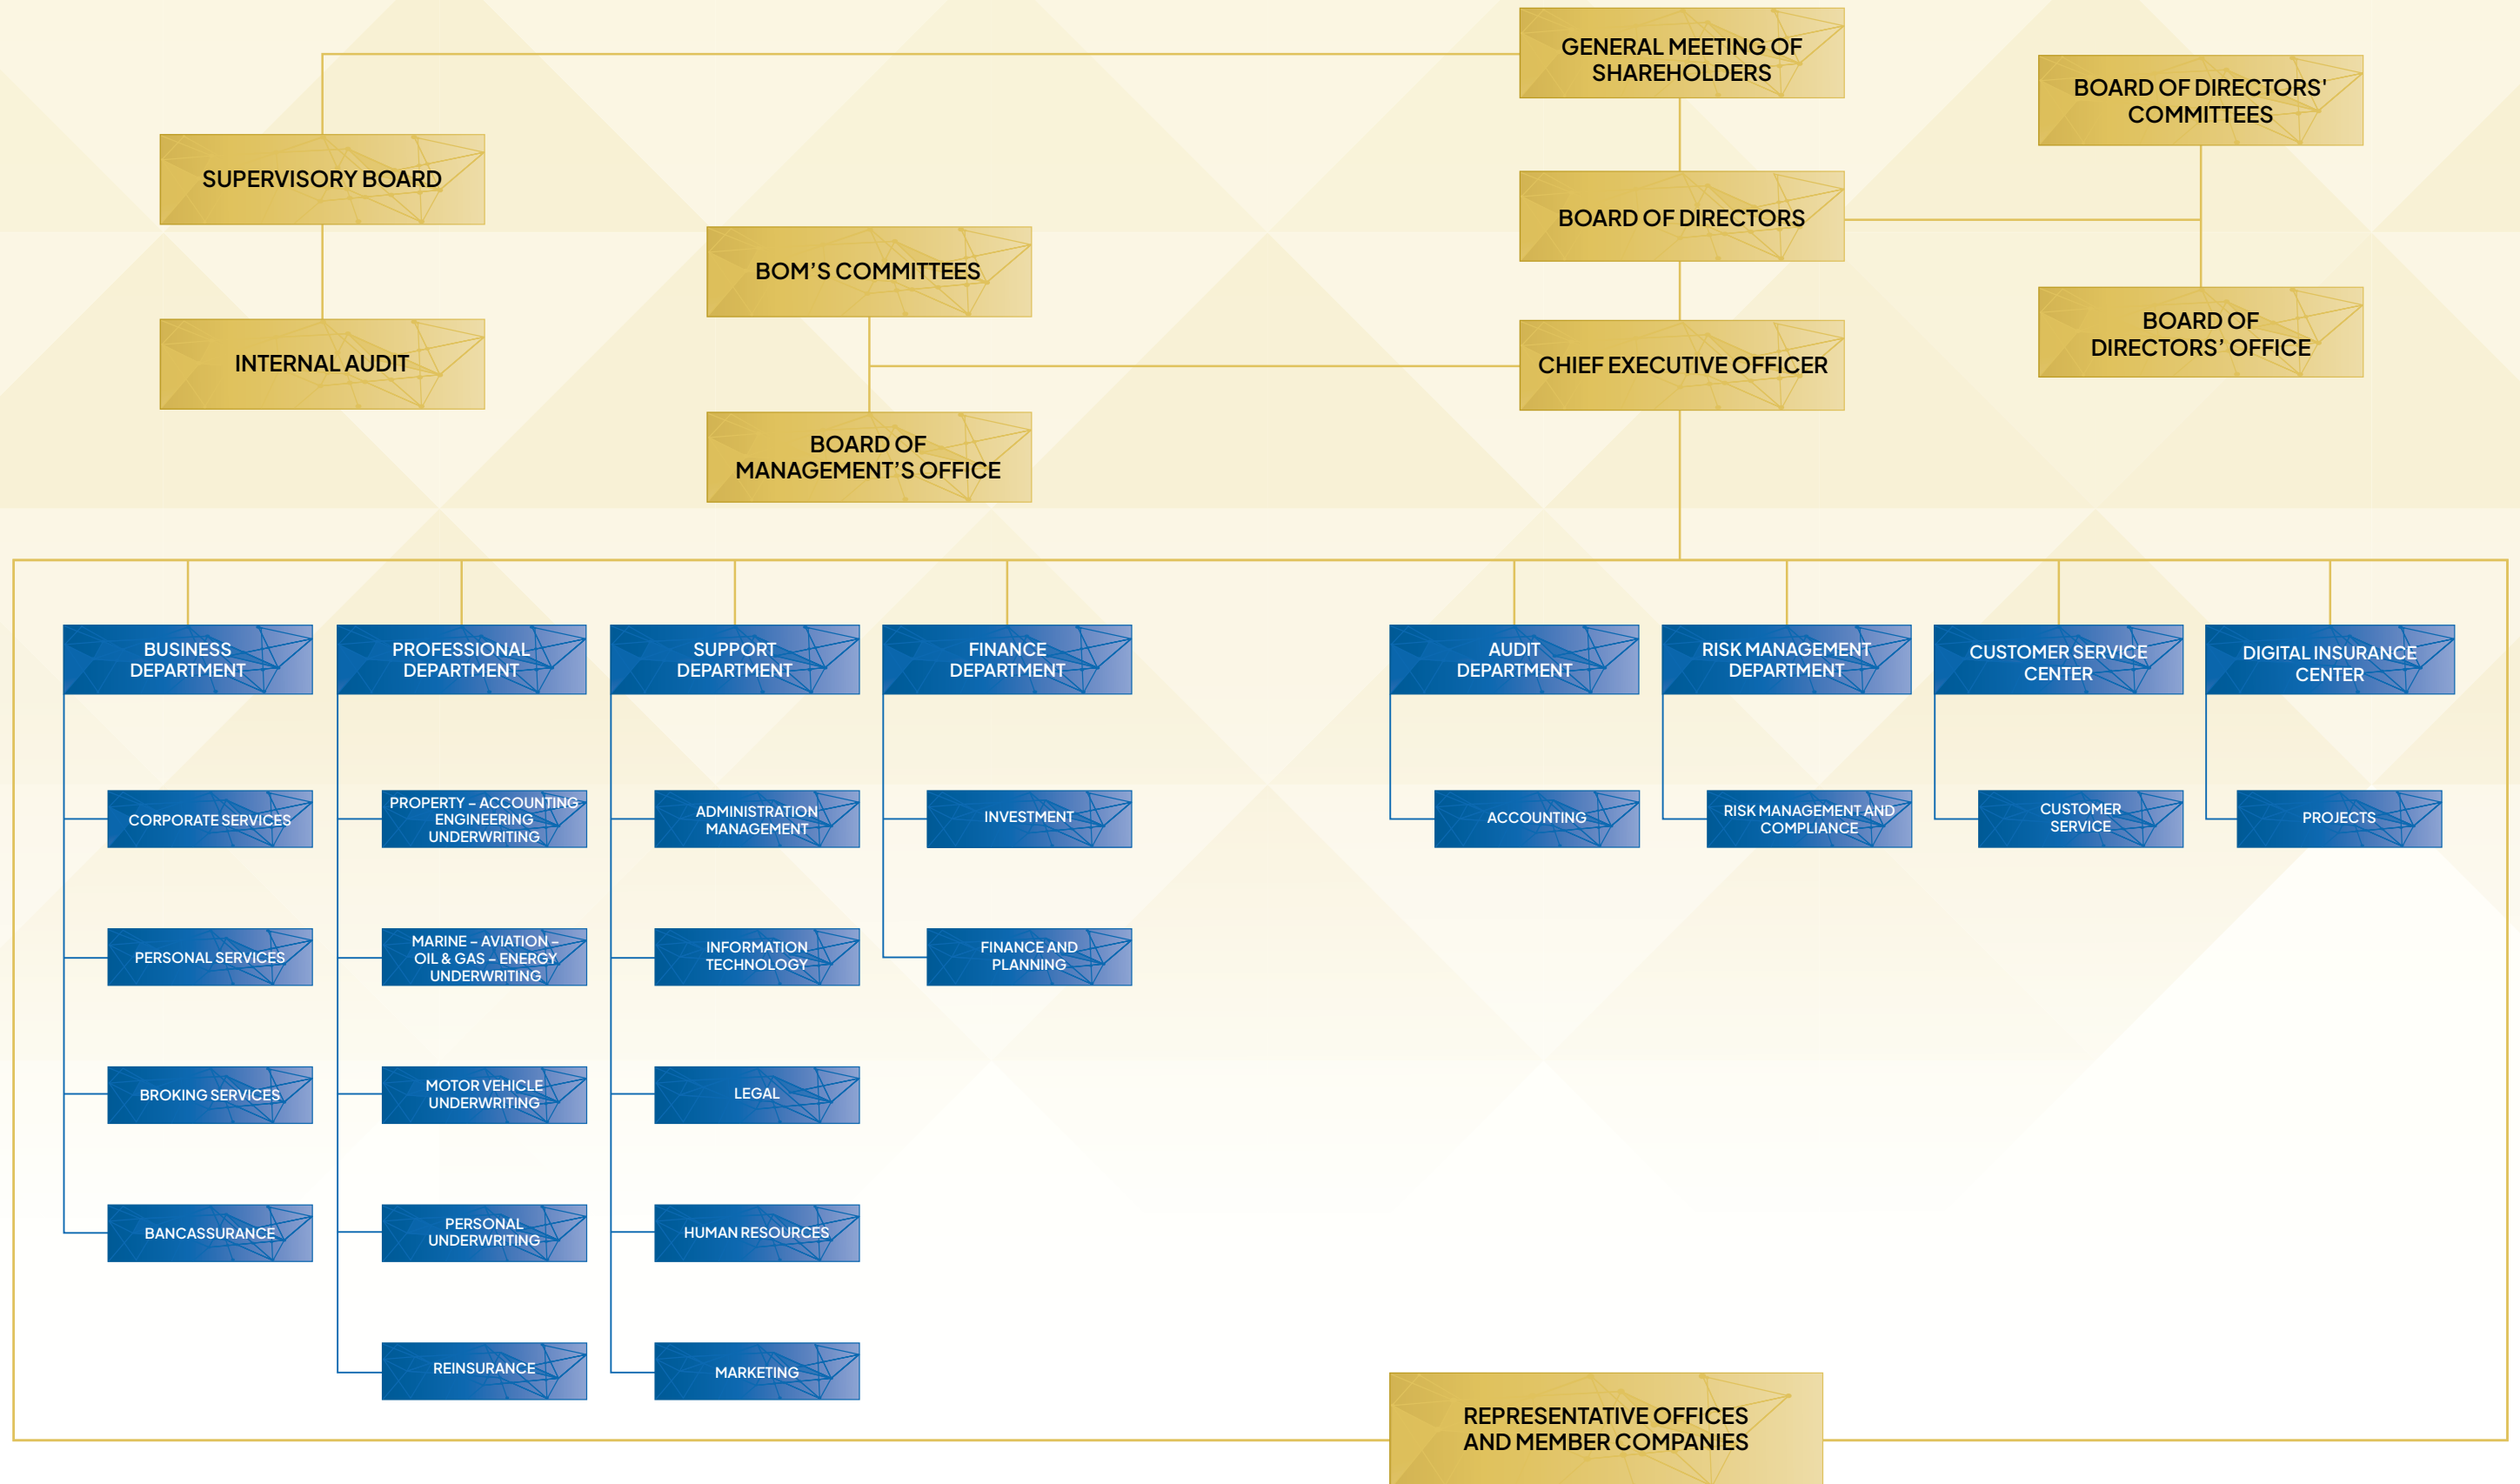 GENERAL MEETING OF
SHAREHOLDERS
BOARD OF DIRECTORS'
COMMITTEES
SUPERVISORY BOARD
BOARD OF DIRECTORS
BOM’S COMMITTEES
BOARD OF
DIRECTORS’ OFFICE
INTERNAL AUDIT
CHIEF EXECUTIVE OFFICER
BOARD OF
MANAGEMENT’S OFFICE
BUSINESS
DEPARTMENT
CORPORATE SERVICES
PERSONAL SERVICES
BROKING SERVICES
BANCASSURANCE
PROFESSIONAL
DEPARTMENT
PROPERTY – ACCOUNTING
ENGINEERING
UNDERWRITING
MARINE – AVIATION –
OIL & GAS – ENERGY
UNDERWRITING
MOTOR VEHICLE
UNDERWRITING
PERSONAL
UNDERWRITING
REINSURANCE
SUPPORT
DEPARTMENT
ADMINISTRATION
MANAGEMENT
INFORMATION
TECHNOLOGY
LEGAL
HUMAN RESOURCES
MARKETING
FINANCE
DEPARTMENT
INVESTMENT
FINANCE AND
PLANNING
AUDIT
DEPARTMENT
ACCOUNTING
RISK MANAGEMENT
DEPARTMENT
RISK MANAGEMENT AND
COMPLIANCE
CUSTOMER SERVICE
CENTER
CUSTOMER
SERVICE
DIGITAL INSURANCE
CENTER
PROJECTS
REPRESENTATIVE OFFICES
AND MEMBER COMPANIES